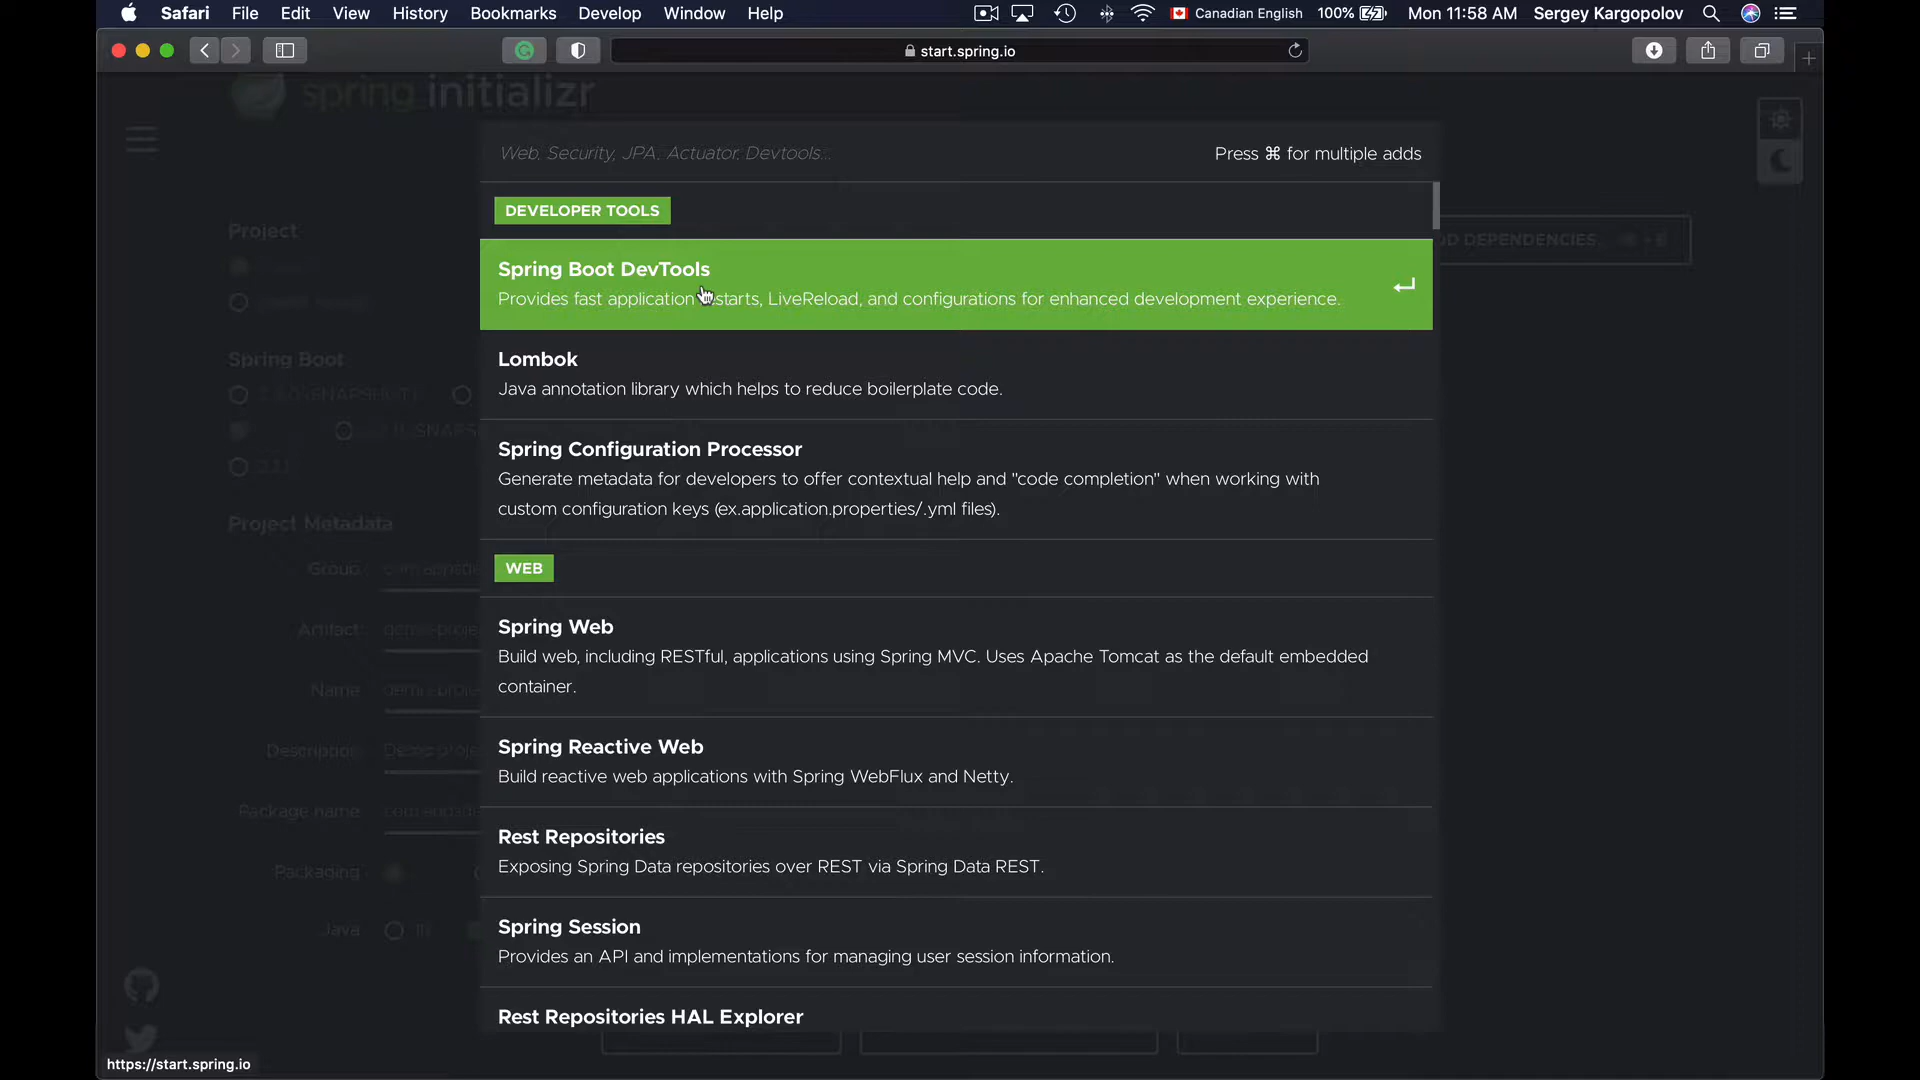 Safari File Edit View History Bookmarks Develop Window Help Canadian English 100% Mon 11:58 AM Sergey Kargopolov
start.spring.io
spring initializr
Web, Security, JPA, Actuator, Devtools...
Press ⌘ for multiple adds
DEVELOPER TOOLS
Project
DEPENDENCIES...
Spring Boot DevTools
Provides fast application LiveReload, and configurations for enhanced development experience.
Spring Boot
Lombok
Java annotation library which helps to reduce boilerplate code.
Spring Configuration Processor
Generate metadata for developers to offer contextual help and "code completion" when working with
custom configuration keys (ex.application.properties/.yml files).
Project Metadata
Group
WEB
Artifact
Spring Web
Build web, including RESTful, applications using Spring MVC. Uses Apache Tomcat as the default embedded
container.
Name
Description
Spring Reactive Web
Build reactive web applications with Spring WebFlux and Netty.
Package name
Rest Repositories
Exposing Spring Data repositories over REST via Spring Data REST.
Packaging
Java
Spring Session
Provides an API and implementations for managing user session information.
Rest Repositories HAL Explorer
https://start.spring.io